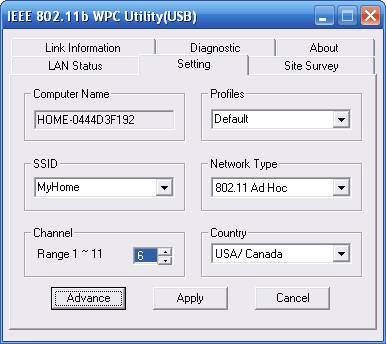 IEEE 802.11b WPC Utility(USB)
Link Information Diagnostic About
LAN Status Setting Site Survey
Computer Name
HOME-0444D3F192
Profiles
Default
SSID
MyHome
Network Type
802.11 Ad Hoc
Channel
Range 1 ~ 11 6
Country
USA/ Canada
Advance Apply Cancel